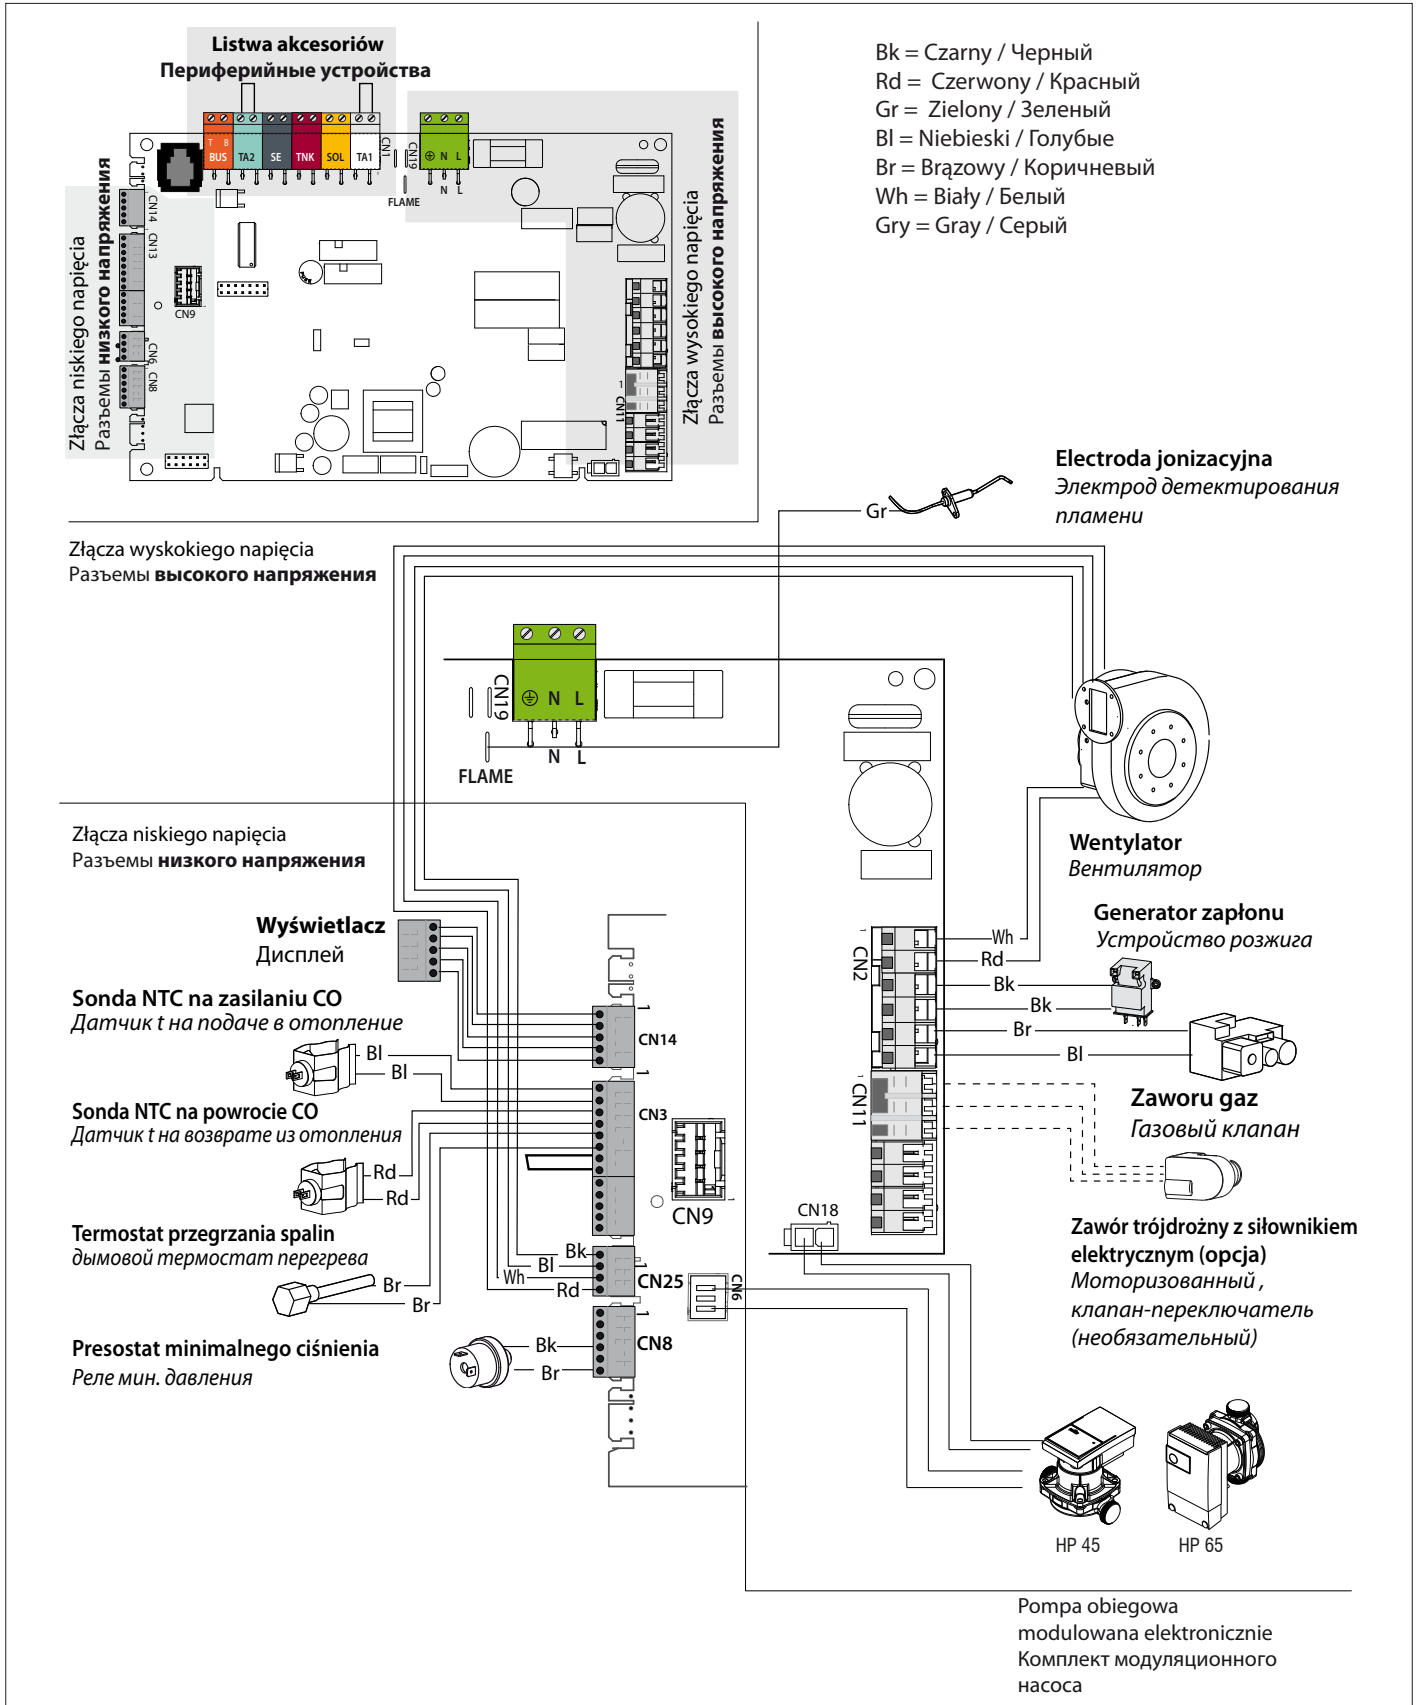 Listwa akcesoriów
Периферийные устройства
Bk = Czarny / Черный
Rd = Czerwony / Красный
Gr = Zielony / Зеленый
Bl = Niebieski / Голубые
Br = Brązowy / Коричневый
Wh = Biały / Белый
Gry = Gray / Серый
T B
BUS TA2 SE TNK SOL TA1
CN1
CN19
N L
N L
FLAME
CN14
CN13
CN9
CN6
CN8
1
CN11
Złącza niskiego napięcia
Разъемы низкого напряжения
Złącza wysokiego napięcia
Разъемы высокого напряжения
Electroda jonizacyjna
Электрод детектирования
пламени
Gr
Złącza wyskokiego napięcia
Разъемы высокого напряжения
CN19
N L
N L
FLAME
Wentylator
Вентилятор
Złącza niskiego napięcia
Разъемы низкого напряжения
Wyświetlacz
Дисплей
Generator zapłonu
Устройство розжига
1
CN2
Wh
Rd
Bk
Bk
Br
Bl
Sonda NTC na zasilaniu CO
Датчик t на подаче в отопление
Bl
Bl
1
CN14
1
CN3
Sonda NTC na powrocie CO
Датчик t на возврате из отопления
Rd
Rd
1
CN11
Zaworu gaz
Газовый клапан
1
CN9
CN18
Termostat przegrzania spalin
дымовой термостат перегрева
Br
Br
Bk
Bl
Wh
Rd
1
CN25
CN6
Zawór trójdrożny z siłownikiem
elektrycznym (opcja)
Моторизованный ,
клапан-переключатель
(необязательный)
Presostat minimalnego ciśnienia
Реле мин. давления
Bk
Br
1
CN8
HP 45 HP 65
Pompa obiegowa
modulowana elektronicznie
Комплект модуляционного
насоса